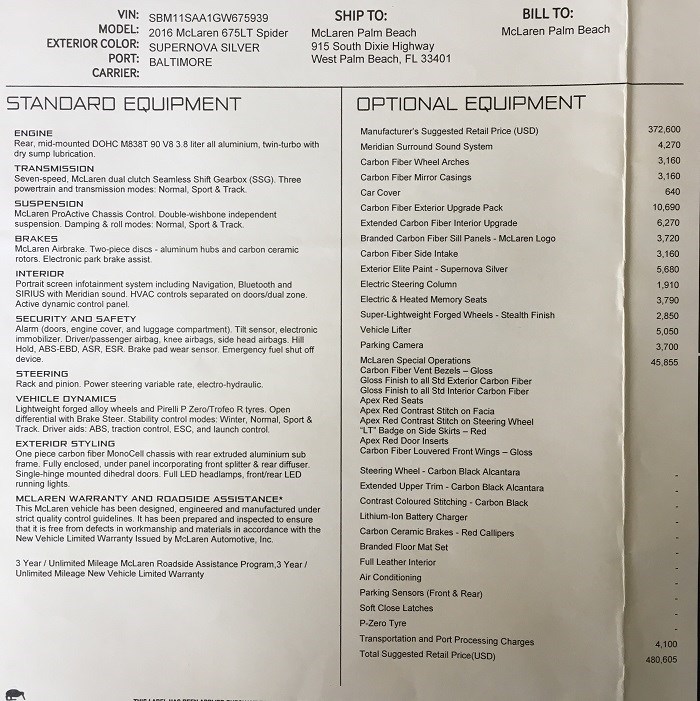 VIN: SBM11SAA1GW675939
MODEL: 2016 McLaren 675LT Spider
EXTERIOR COLOR: SUPERNOVA SILVER
PORT: BALTIMORE
CARRIER:
SHIP TO:
McLaren Palm Beach
915 South Dixie Highway
West Palm Beach, FL 33401
BILL TO:
McLaren Palm Beach
STANDARD EQUIPMENT
ENGINE
Rear, mid-mounted DOHC M838T 90 V8 3.8 liter all aluminium, twin-turbo with
dry sump lubrication.
TRANSMISSION
Seven-speed, McLaren dual clutch Seamless Shift Gearbox (SSG). Three
powertrain and transmission modes: Normal, Sport & Track.
SUSPENSION
McLaren ProActive Chassis Control. Double-wishbone independent
suspension. Damping & roll modes: Normal, Sport & Track.
BRAKES
McLaren Airbrake. Two-piece discs - aluminum hubs and carbon ceramic
rotors. Electronic park brake assist.
INTERIOR
Portrait screen infotainment system including Navigation, Bluetooth and
SIRIUS with Meridian sound. HVAC controls separated on doors/dual zone.
Active dynamic control panel.
SECURITY AND SAFETY
Alarm (doors, engine cover, and luggage compartment). Tilt sensor, electronic
immobilizer. Driver/passenger airbag, knee airbags, side head airbags. Hill
Hold, ABS-EBD, ASR, ESR. Brake pad wear sensor. Emergency fuel shut off
device.
STEERING
Rack and pinion. Power steering variable rate, electro-hydraulic.
VEHICLE DYNAMICS
Lightweight forged alloy wheels and Pirelli P Zero/Trofeo R tyres. Open
differential with Brake Steer. Stability control modes: Winter, Normal, Sport &
Track. Driver aids: ABS, traction control, ESC, and launch control.
EXTERIOR STYLING
One piece carbon fiber MonoCell chassis with rear extruded aluminium sub
frame. Fully enclosed, under panel incorporating front splitter & rear diffuser.
Single-hinge mounted dihedral doors. Full LED headlamps, front/rear LED
running lights.
MCLAREN WARRANTY AND ROADSIDE ASSISTANCE*
This McLaren vehicle has been designed, engineered and manufactured under
strict quality control guidelines. It has been prepared and inspected to ensure
that it is free from defects in workmanship and materials in accordance with the
New Vehicle Limited Warranty Issued by McLaren Automotive, Inc.
3 Year / Unlimited Mileage McLaren Roadside Assistance Program,3 Year /
Unlimited Mileage New Vehicle Limited Warranty
OPTIONAL EQUIPMENT
Manufacturer's Suggested Retail Price (USD) 372,600
Meridian Surround Sound System 4,270
Carbon Fiber Wheel Arches 3,160
Carbon Fiber Mirror Casings 3,160
Car Cover 640
Carbon Fiber Exterior Upgrade Pack 10,690
Extended Carbon Fiber Interior Upgrade 6,270
Branded Carbon Fiber Sill Panels - McLaren Logo 3,720
Carbon Fiber Side Intake 3,160
Exterior Elite Paint - Supernova Silver 5,680
Electric Steering Column 1,910
Electric & Heated Memory Seats 3,790
Super-Lightweight Forged Wheels - Stealth Finish 2,850
Vehicle Lifter 5,050
Parking Camera 3,700
McLaren Special Operations 45,855
Carbon Fiber Vent Bezels – Gloss
Gloss Finish to all Std Exterior Carbon Fiber
Gloss Finish to all Std Interior Carbon Fiber
Apex Red Seats
Apex Red Contrast Stitch on Facia
Apex Red Contrast Stitch on Steering Wheel
"LT" Badge on Side Skirts – Red
Apex Red Door Inserts
Carbon Fiber Louvered Front Wings – Gloss
Steering Wheel - Carbon Black Alcantara -
Extended Upper Trim - Carbon Black Alcantara -
Contrast Coloured Stitching - Carbon Black -
Lithium-Ion Battery Charger -
Carbon Ceramic Brakes - Red Callipers -
Branded Floor Mat Set -
Full Leather Interior -
Air Conditioning -
Parking Sensors (Front & Rear) -
Soft Close Latches -
P-Zero Tyre -
Transportation and Port Processing Charges 4,100
Total Suggested Retail Price(USD) 480,605